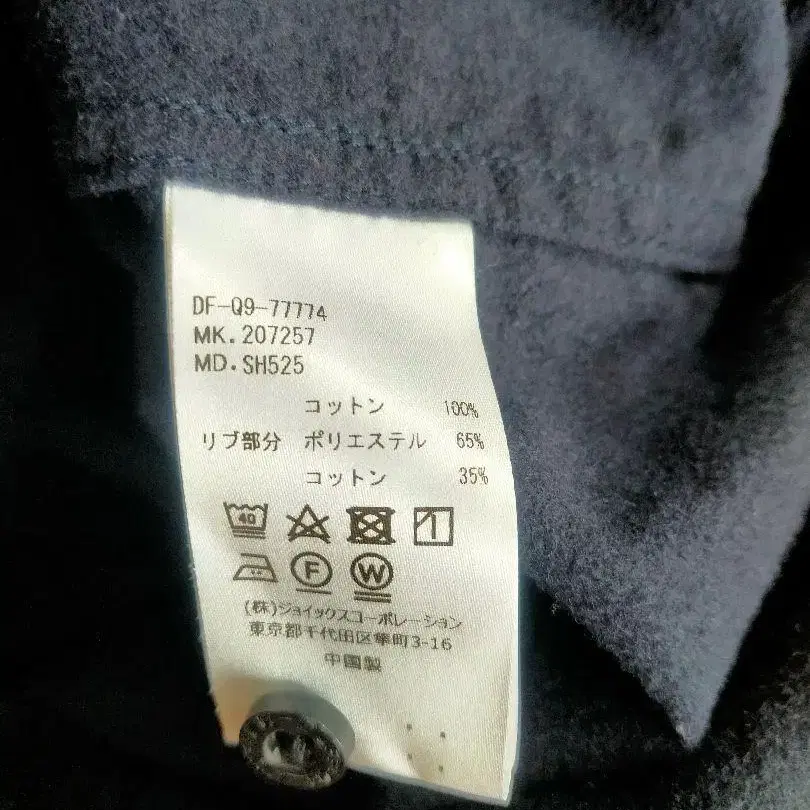 DF-Q9-77774
MK.207257
MD.SH525
コットン 100%
リブ部分 ポリエステル 65%
コットン 35%
40
F W
(株)ジョイックスコーポレーション
東京都千代田区隼町3-16
中国製